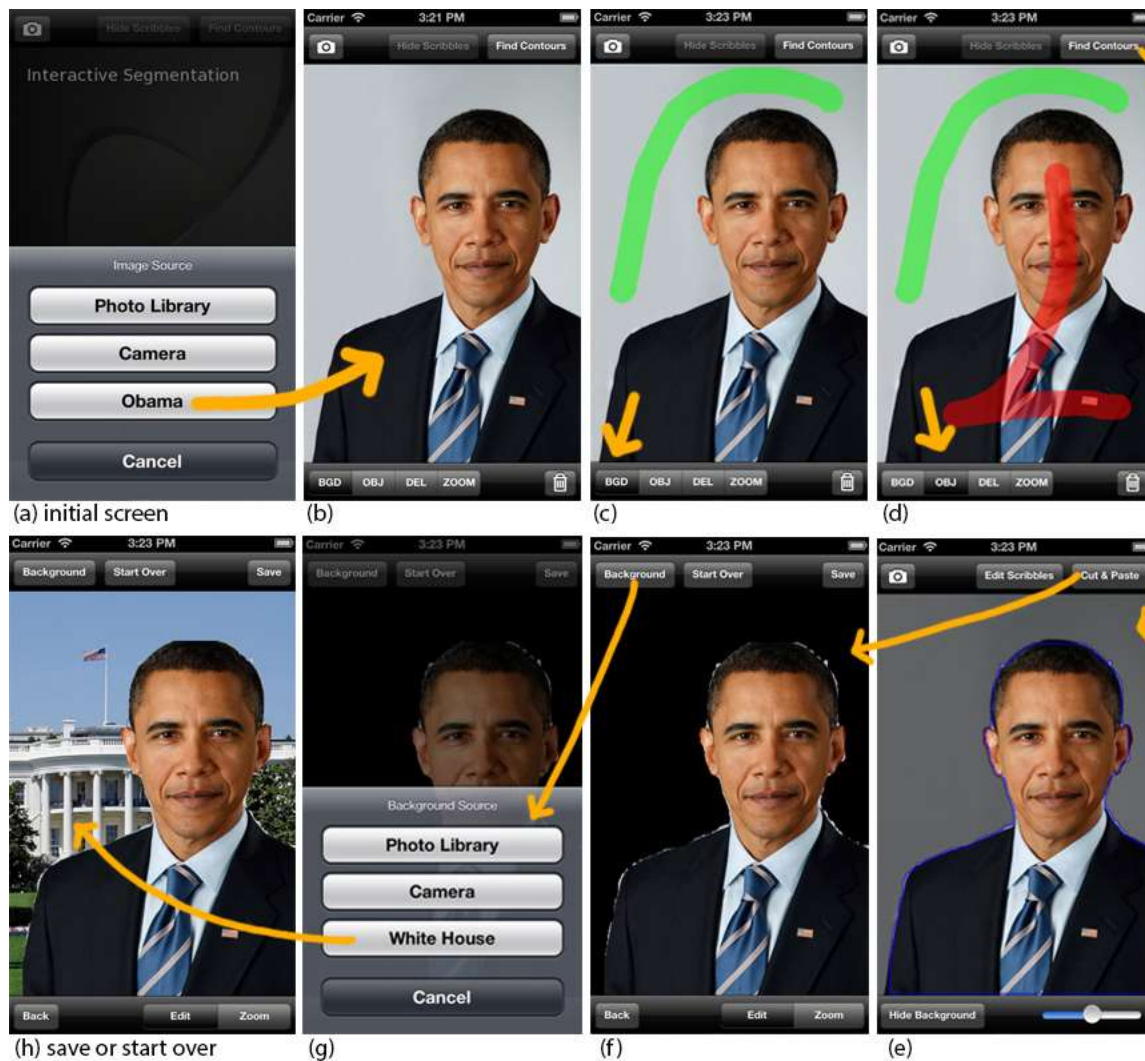 Hide Scribbles Find Contours
Interactive Segmentation
Image Source
Photo Library
Camera
Obama
Cancel
(a) initial screen
Carrier 3:21 PM
Hide Scribbles Find Contours
BGD OBJ DEL ZOOM
(b)
Carrier 3:23 PM
Hide Scribbles Find Contours
BGD OBJ DEL ZOOM
(c)
Carrier 3:23 PM
Hide Scribbles Find Contours
BGD OBJ DEL ZOOM
(d)
Carrier 3:23 PM
Background Start Over Save
Back Edit Zoom
(h) save or start over
Carrier 3:23 PM
Background Start Over Save
Background Source
Photo Library
Camera
White House
Cancel
(g)
Carrier 3:23 PM
Background Start Over Save
Back Edit Zoom
(f)
Carrier 3:23 PM
Edit Scribbles Cut & Paste
Hide Background
(e)